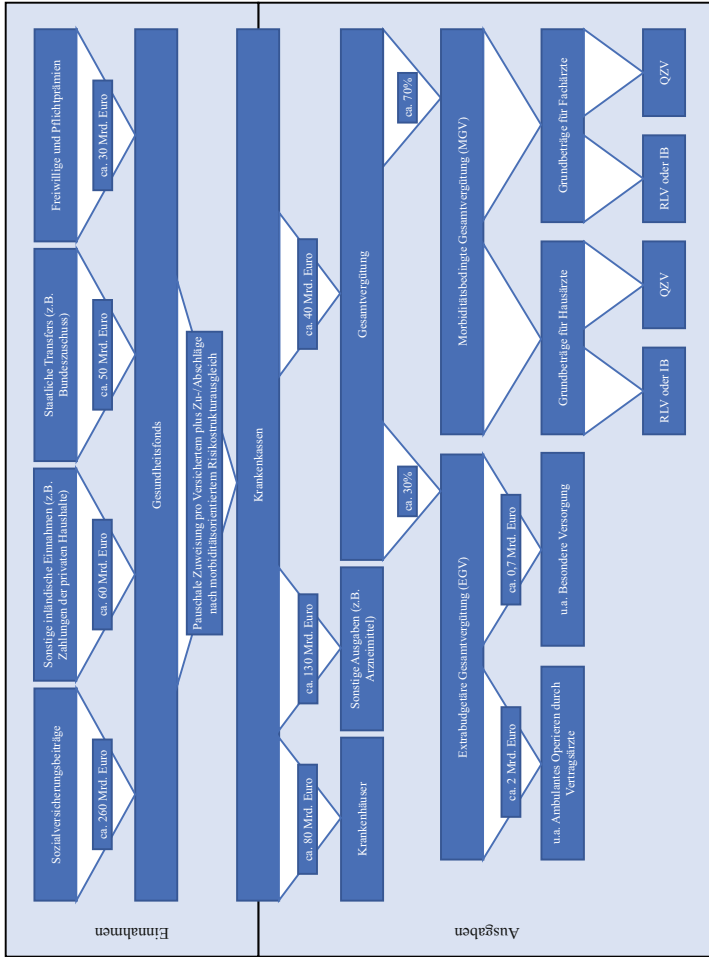 Einnahmen
Sozialversicherungsbeiträge
Sonstige inländische Einnahmen (z.B.
Zahlungen der privaten Haushalte)
Staatliche Transfers (z.B.
Bundeszuschuss)
Freiwillige und Pflichtprämien
ca. 260 Mrd. Euro
ca. 60 Mrd. Euro
ca. 50 Mrd. Euro
ca. 30 Mrd. Euro
Gesundheitsfonds
Pauschale Zuweisung pro Versichertem plus Zu-/Abschläge
nach morbiditätsorientiertem Risikostrukturausgleich
Krankenkassen
Ausgaben
ca. 80 Mrd. Euro
ca. 130 Mrd. Euro
ca. 40 Mrd. Euro
Krankenhäuser
Sonstige Ausgaben (z.B.
Arzneimittel)
Gesamtvergütung
ca. 30%
ca. 70%
Extrabudgetäre Gesamtvergütung (EGV)
Morbiditätsbedingte Gesamtvergütung (MGV)
ca. 2 Mrd. Euro
ca. 0,7 Mrd. Euro
u.a. Ambulantes Operieren durch
Vertragsärzte
u.a. Besondere Versorgung
Grundbeträge für Hausärzte
Grundbeträge für Fachärzte
RLV oder IB
QZV
RLV oder IB
QZV